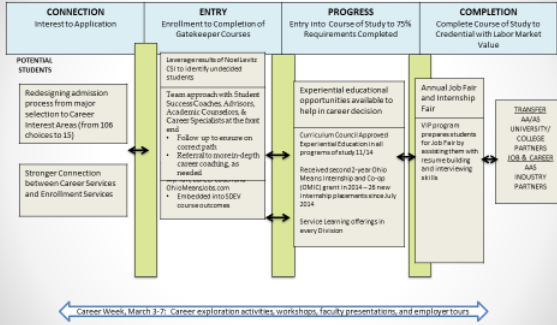 CONNECTION
Interest to Application
ENTRY
Enrollment to Completion of
Gatekeeper Courses
PROGRESS
Entry into Course of Study to 75%
Requirements Completed
COMPLETION
Complete Course of Study to
Credential with Labor Market
Value
POTENTIAL
STUDENTS
Redesigning admission
process from major
selection to Career
Interest Areas (from 106
choices to 15)
Stronger Connection
between Career Services
and Enrollment Services
Leverage results of Noel Levitz
CSI to identify undecided
students
Team approach with Student
Success Coaches, Advisors,
Academic Counselors,
& Career Specialists at the front
end
• Follow up to ensure on
correct path
• Referral to more in-depth
career coaching, as
needed
OhioMeansJobs.com
• Embedded into SDEV
course outcomes
Experiential educational
opportunities available to
help in career decision
Curriculum Council Approved
Experiential Education in all
programs of study 11/14
Received second 2-year Ohio
Means Internship and Co-op
(OMIC) grant in 2014 – 26 new
internship placements since July
2014
Service Learning offerings in
every Division
Annual Job Fair
and Internship
Fair
VIP program
prepares students
for Job Fair by
assisting them with
resume building
and interviewing
skills
TRANSFER
AA/AS
UNIVERSITY/
COLLEGE
PARTNERS
JOB & CAREER
AAS
INDUSTRY
PARTNERS
Career Week, March 3-7: Career exploration activities, workshops, faculty presentations, and employer tours